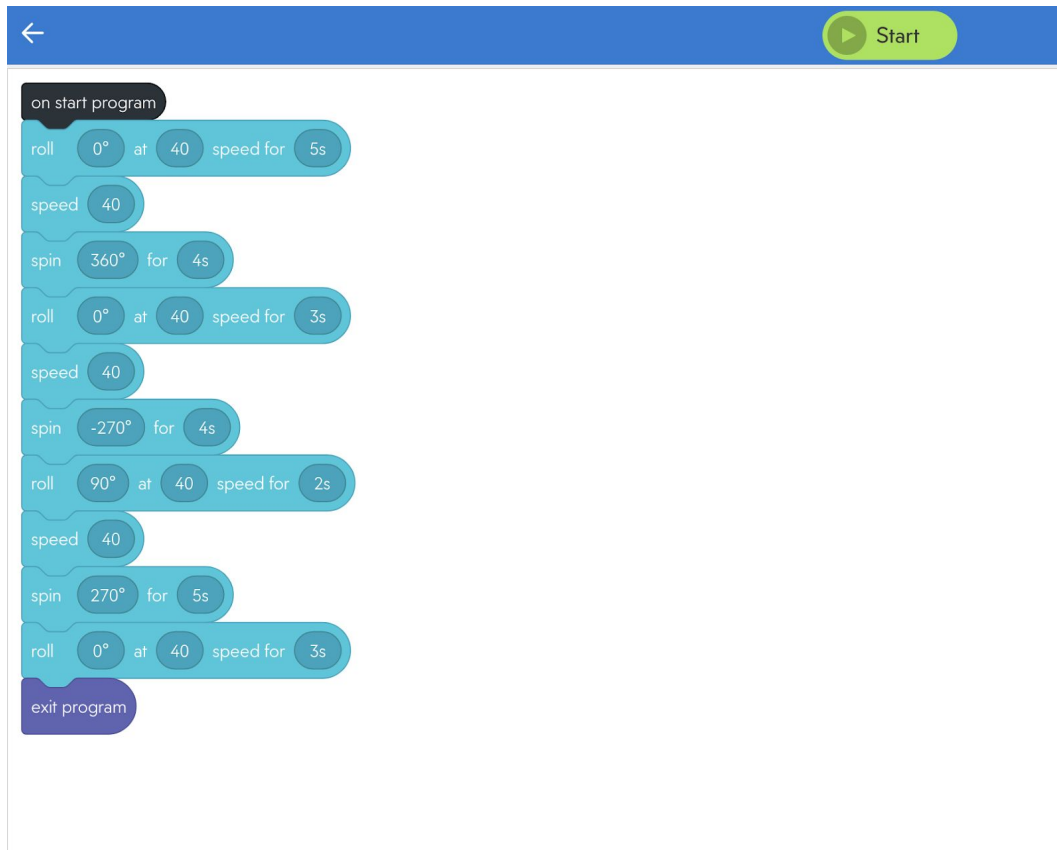 Start
on start program
roll 0° at 40 speed for 5s
speed 40
spin 360° for 4s
roll 0° at 40 speed for 3s
speed 40
spin -270° for 4s
roll 90° at 40 speed for 2s
speed 40
spin 270° for 5s
roll 0° at 40 speed for 3s
exit program